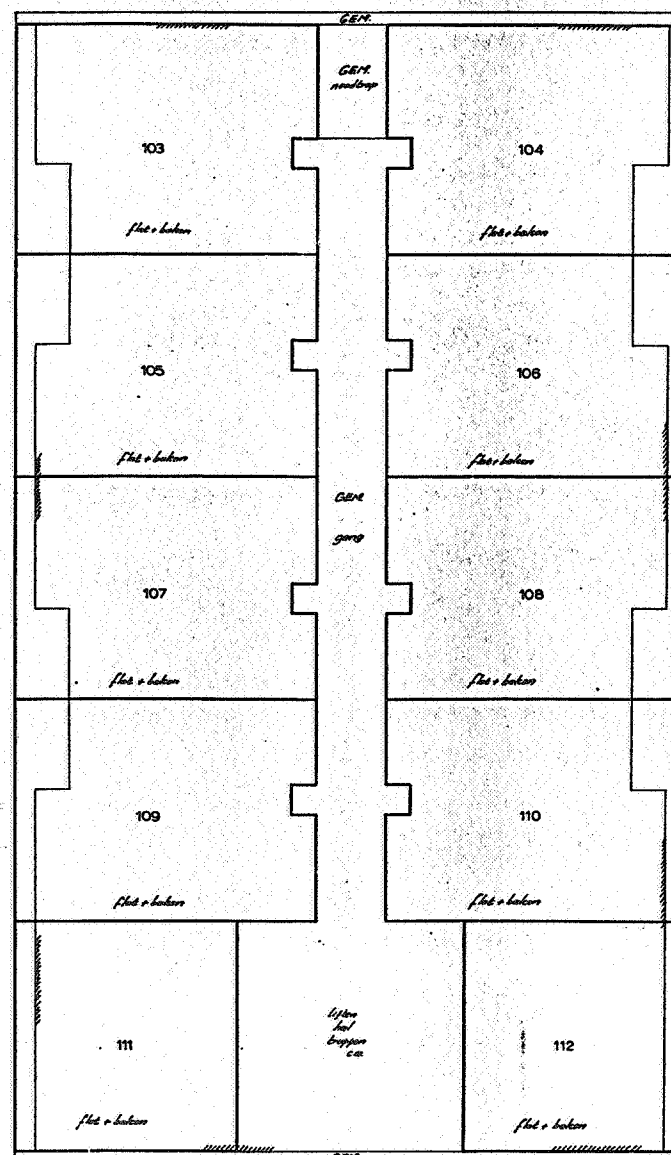 GEM.
GEM.
noodtrap
103
104
flat + balkon
flat + balkon
105
106
flat + balkon
flat + balkon
GEM.
gang
107
108
flat + balkon
flat + balkon
109
110
flat + balkon
flat + balkon
liften
hal
trappen
111
112
flat + balkon
flat + balkon